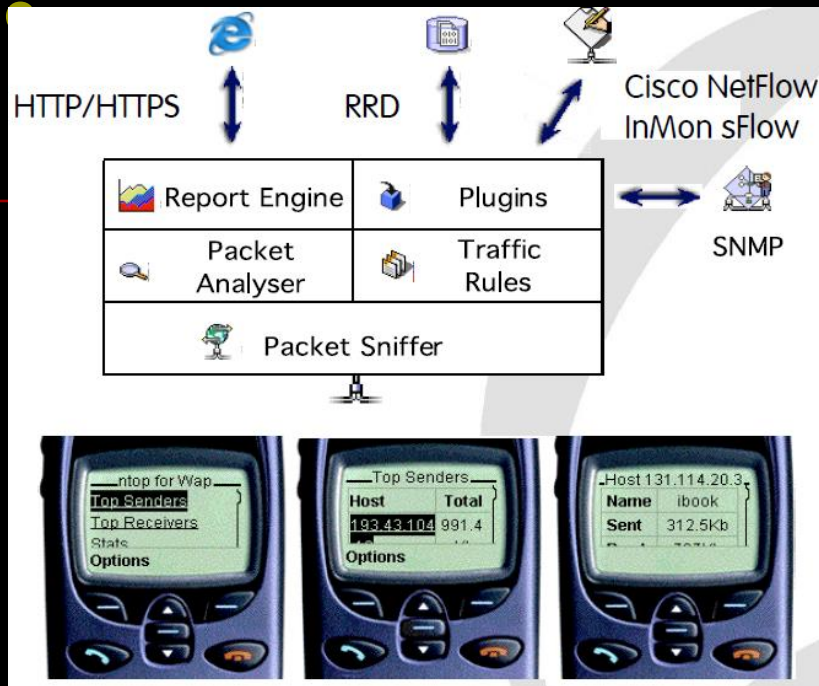 HTTP/HTTPS
RRD
Cisco NetFlow
InMon sFlow
Report Engine
Plugins
SNMP
Packet
Analyser
Traffic
Rules
Packet Sniffer
ntop for Wap
Top Senders
Top Receivers
Stats
Options
Top Senders
Host Total
193.43.104 991.4
Options
Host 131.114.20.3
Name ibook
Sent 312.5Kb